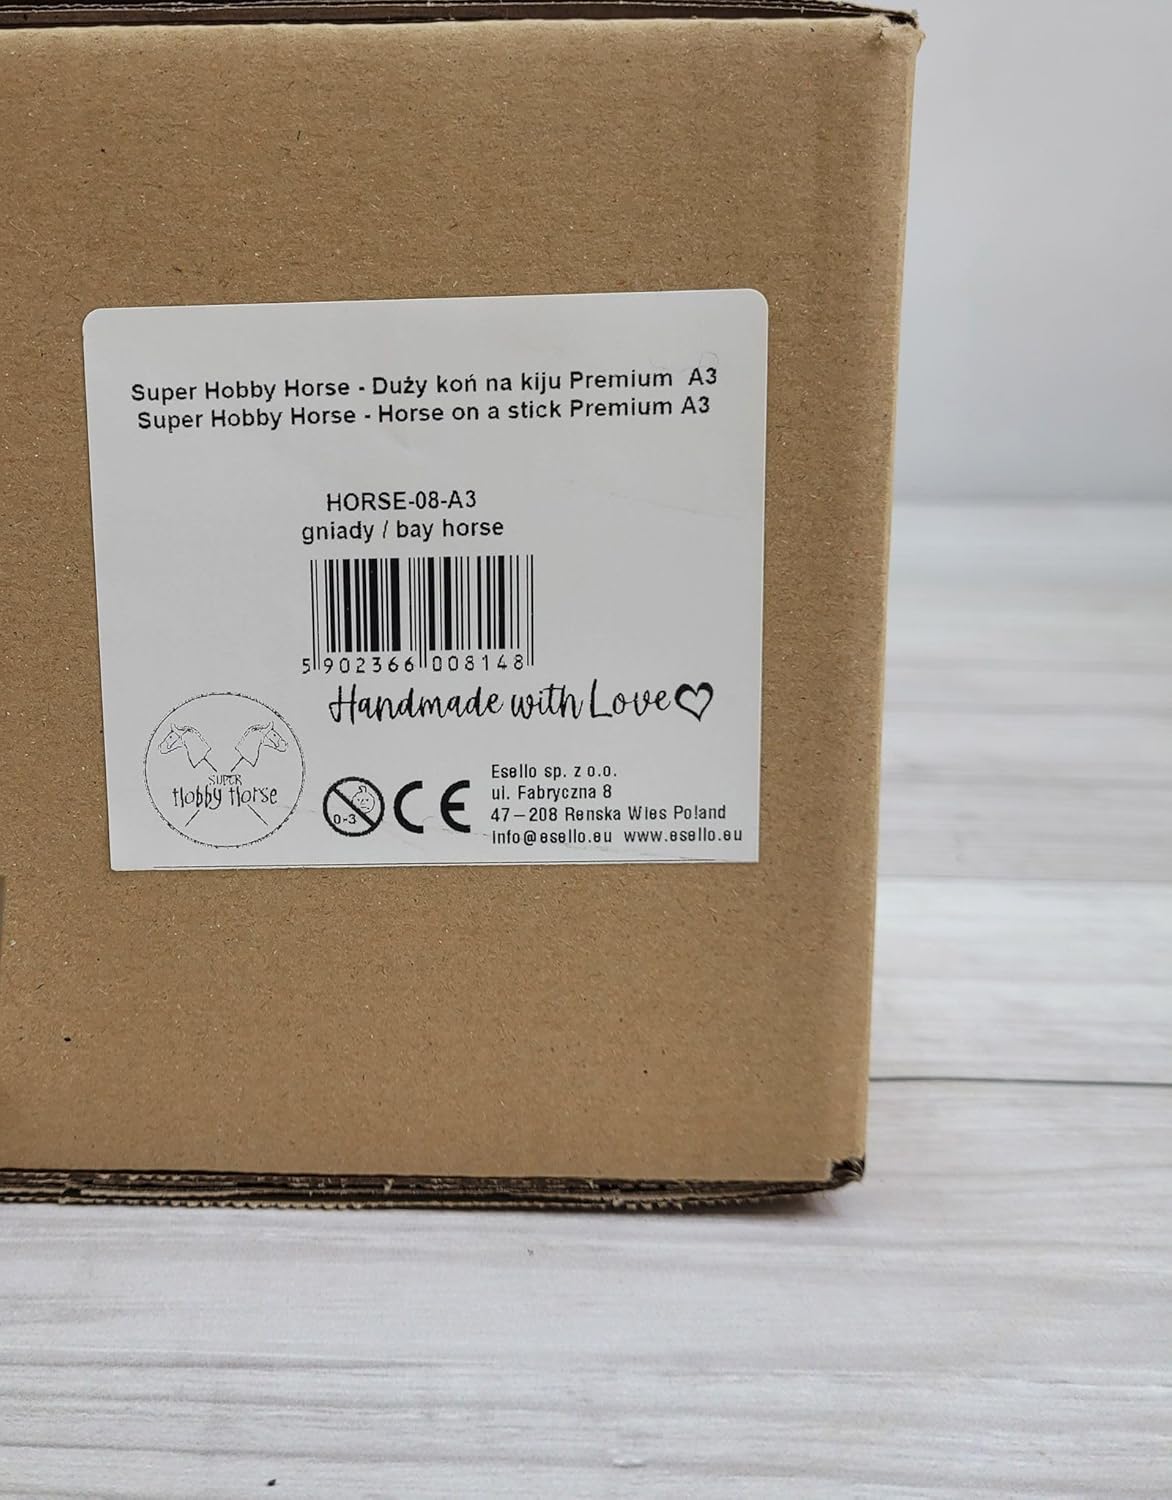 Super Hobby Horse - Duży koń na kiju Premium A3
Super Hobby Horse - Horse on a stick Premium A3
HORSE-08-A3
gniady / bay horse
5 902366 008148
Handmade with Love
SUPER
Hobby Horse
0-3
CE
Esello sp. z o.o.
ul. Fabryczna 8
47-208 Renska Wies Poland
info@esello.eu www.esello.eu